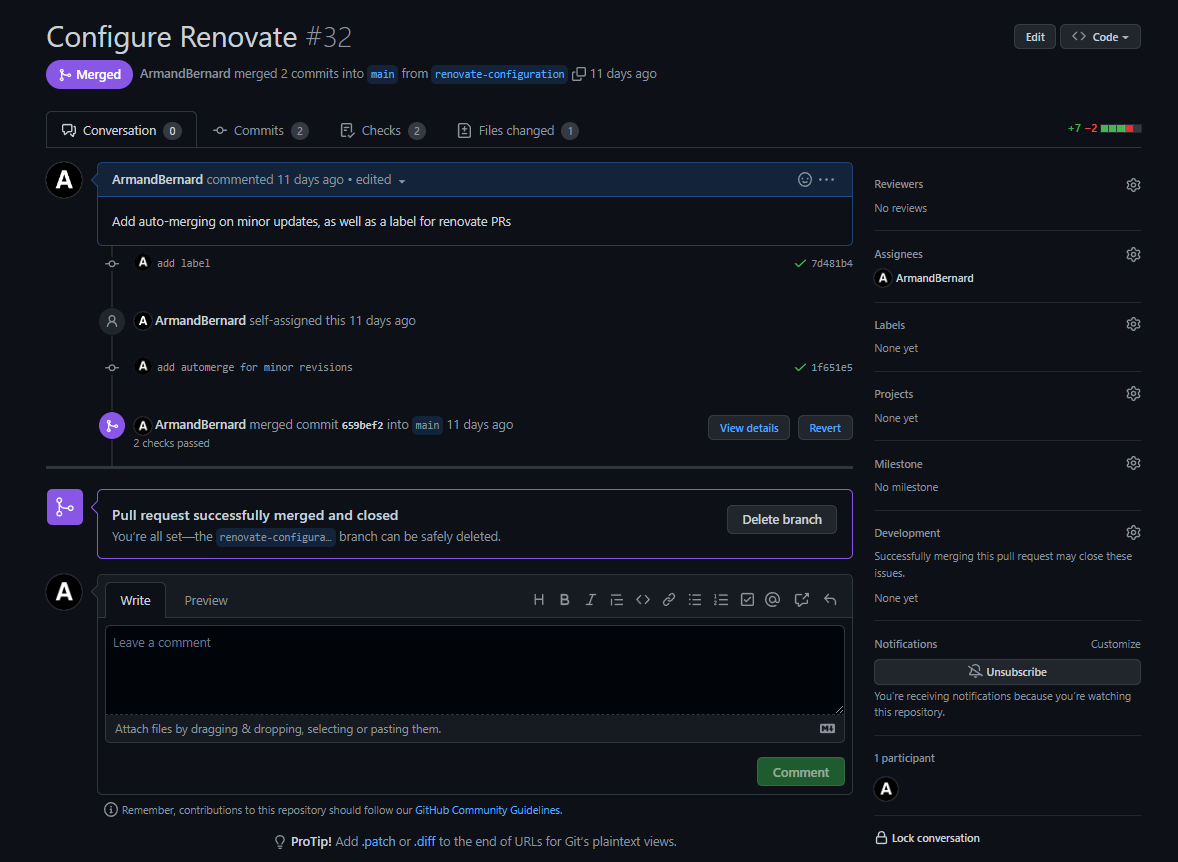 Configure Renovate #32
Edit
<> Code
Merged
ArmandBernard merged 2 commits into main from renovate-configuration 11 days ago
Conversation 0
Commits 2
Checks 2
Files changed 1
+7 −2
A
ArmandBernard commented 11 days ago • edited
Add auto-merging on minor updates, as well as a label for renovate PRs
A add label
7d481b4
A ArmandBernard self-assigned this 11 days ago
A add automerge for minor revisions
1f651e5
A ArmandBernard merged commit 659bef2 into main 11 days ago
2 checks passed
View details
Revert
Pull request successfully merged and closed
You're all set—the renovate-configura… branch can be safely deleted.
Delete branch
A
Write
Preview
H B I
Leave a comment
Attach files by dragging & dropping, selecting or pasting them.
Comment
Remember, contributions to this repository should follow our GitHub Community Guidelines.
ProTip! Add .patch or .diff to the end of URLs for Git's plaintext views.
Reviewers
No reviews
Assignees
A ArmandBernard
Labels
None yet
Projects
None yet
Milestone
No milestone
Development
Successfully merging this pull request may close these
issues.
None yet
Notifications
Customize
Unsubscribe
You're receiving notifications because you're watching
this repository.
1 participant
A
Lock conversation